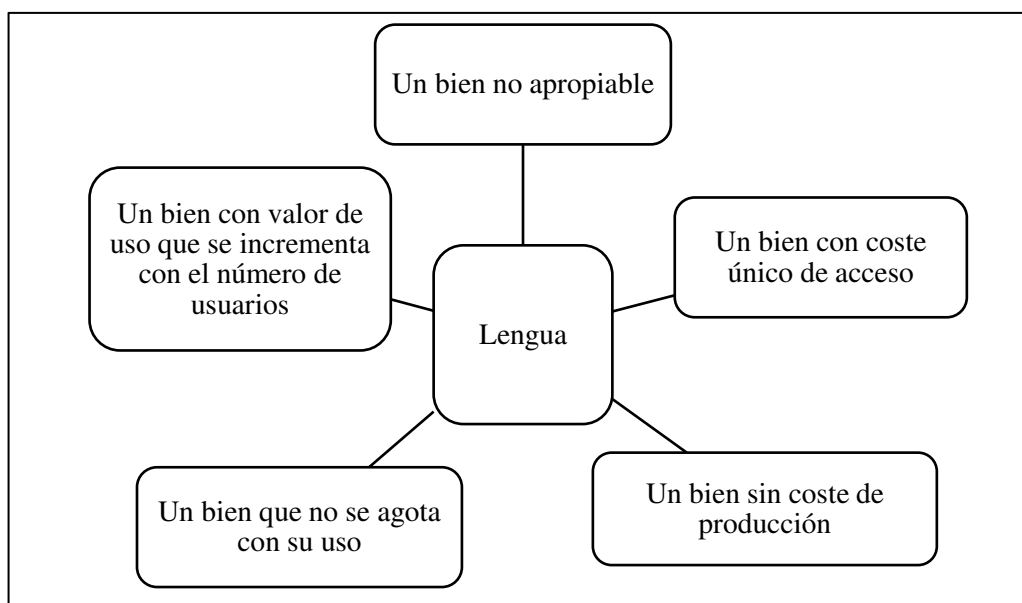 Un bien no apropiable
Un bien con valor de
uso que se incrementa
con el número de
usuarios
Un bien con coste
único de acceso
Lengua
Un bien que no se agota
con su uso
Un bien sin coste de
producción